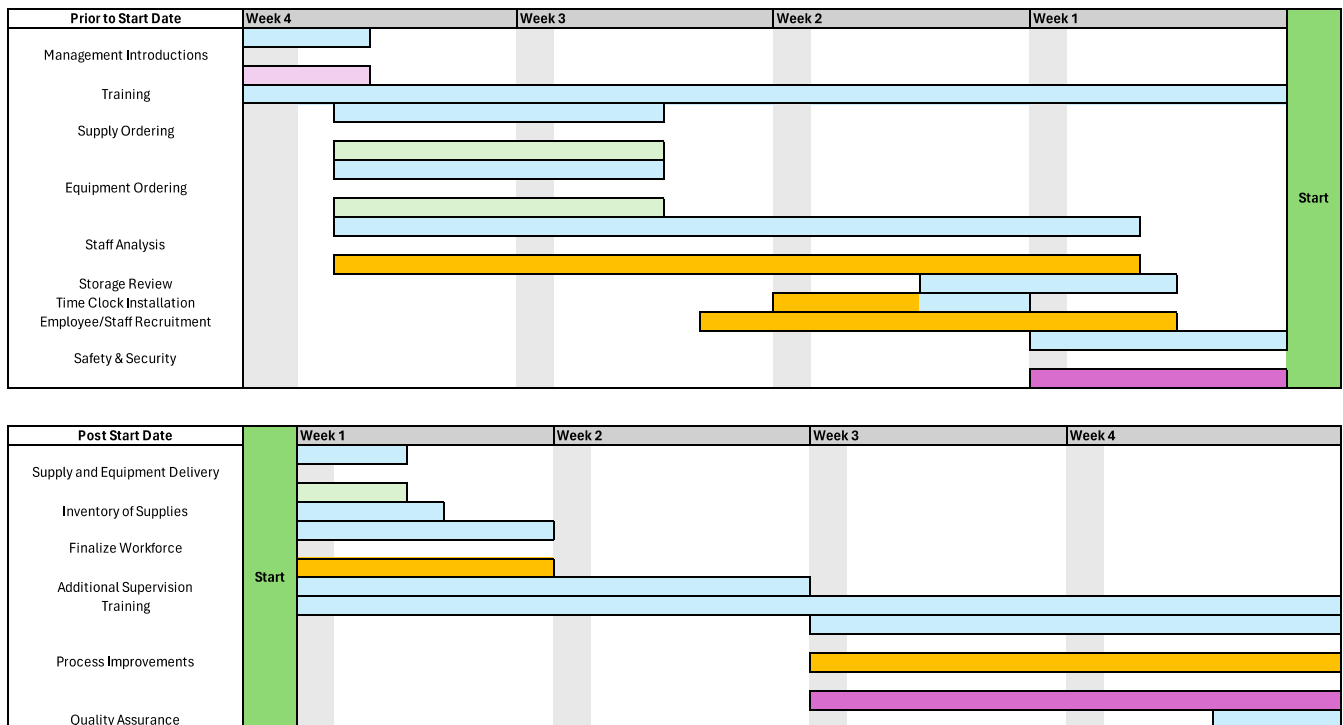 Prior to Start Date Week 4 Week 3 Week 2 Week 1
Management Introductions
Training
Supply Ordering
Equipment Ordering
Start
Staff Analysis
Storage Review
Time Clock Installation
Employee/Staff Recruitment
Safety & Security
Post Start Date Week 1 Week 2 Week 3 Week 4
Supply and Equipment Delivery
Inventory of Supplies
Finalize Workforce
Start
Additional Supervision
Training
Process Improvements
Quality Assurance